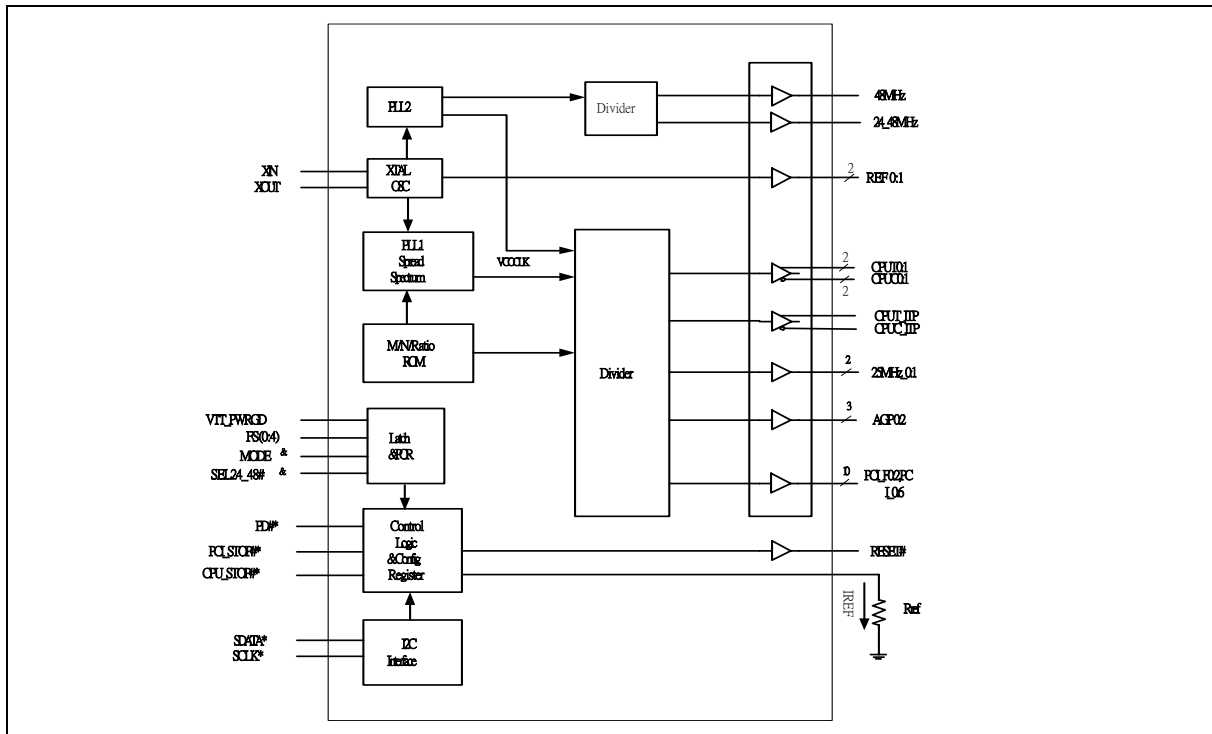 PLL2
Divider
48MHz
24_48MHz
XIN
XOUT
XTAL
OSC
2
REF 0:1
PLL1
Spread
Spectrum
VCOCLK
2
CPUT0:1
CPUC0:1
2
CPUT_ITP
CPUC_ITP
M/N/Ratio
ROM
Divider
2
25MHz_0:1
3
AGP0:2
VTT_PWRGD
FS(0:4)
MODE &
SEL24_48# &
Latch
&POR
10
PCI_F0:2,PC
I_0:6
PD#*
PCI_STOP#*
CPU_STOP#*
Control
Logic
&Config
Register
RESET#
IREF
Rref
SDATA*
SCLK*
I2C
Interface